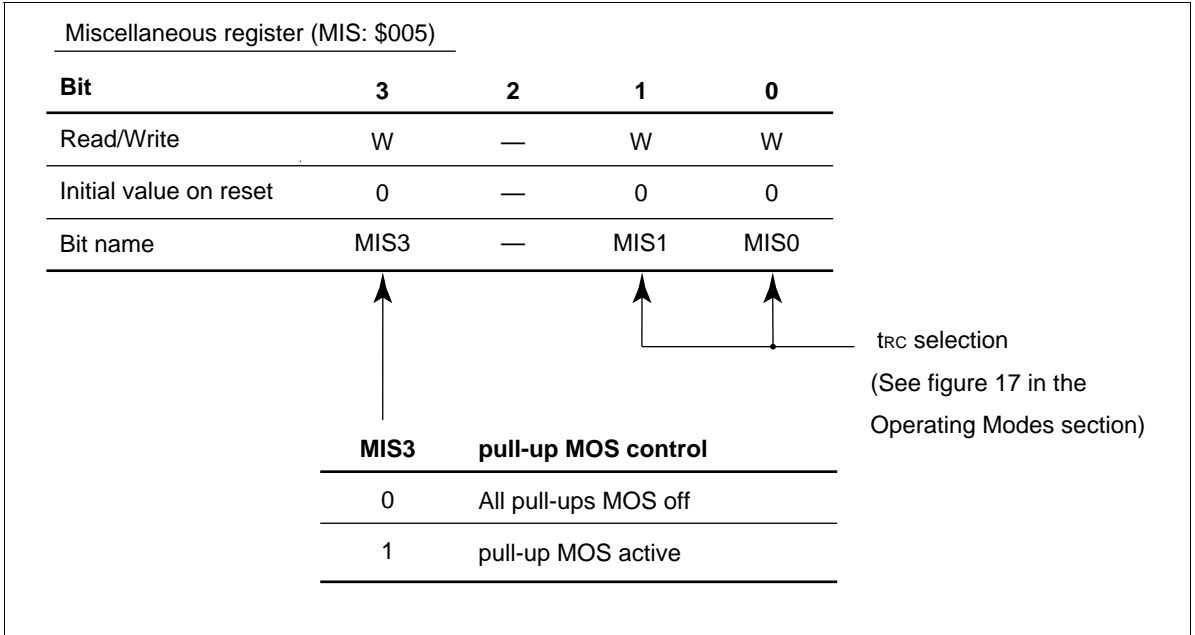 Miscellaneous register (MIS: $005)
Bit 3 2 1 0
Read/Write W — W W
Initial value on reset 0 — 0 0
Bit name MIS3 — MIS1 MIS0
tRC selection
(See figure 17 in the
Operating Modes section)
MIS3 pull-up MOS control
0 All pull-ups MOS off
1 pull-up MOS active